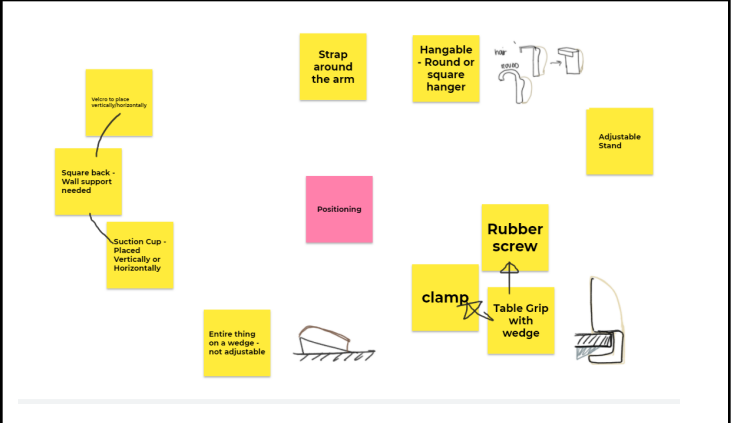 Strap
around
the arm
Hangable
- Round or
square
hanger
Velcro to place
vertically/horizontally
Adjustable
Stand
Square back -
Wall support
needed
Positioning
Suction Cup -
Placed
Vertically or
Horizontally
Rubber
screw
clamp
Table Grip
with
wedge
Entire thing
on a wedge -
not adjustable